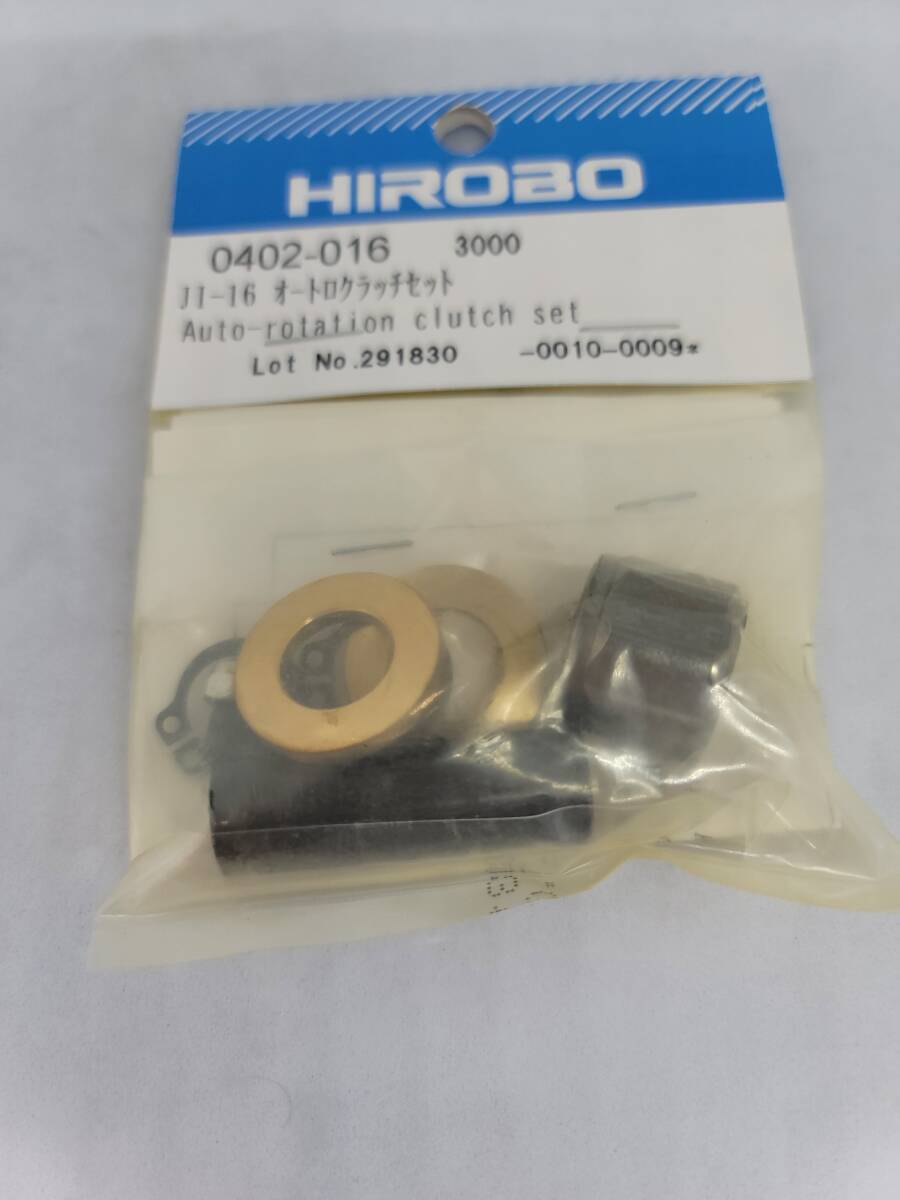 HIROBO
0402-016 3000
JI-16 ｵｰﾄﾛｸﾗｯﾁｾｯﾄ
Auto-rotation clutch set
Lot No.291830 -0010-0009*